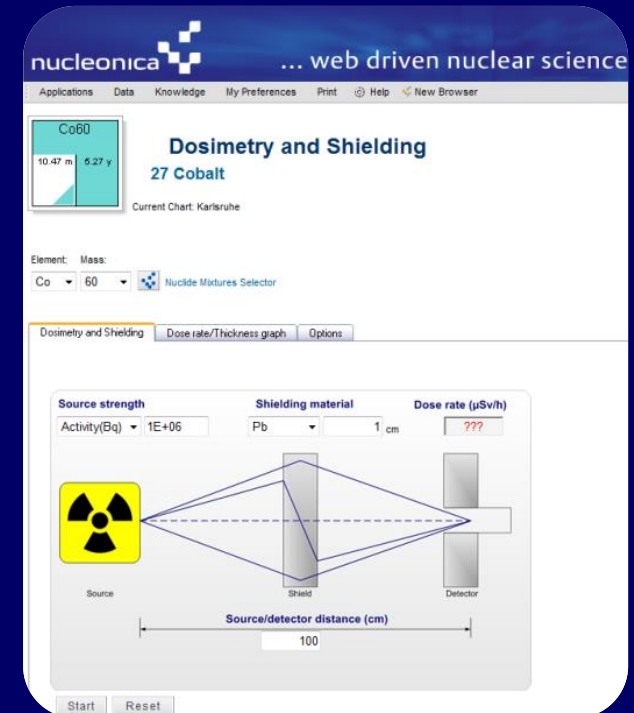 nucleonica
... web driven nuclear science
Applications Data Knowledge My Preferences Print Help New Browser
Co60
10.47 m 5.27 y
Dosimetry and Shielding
27 Cobalt
Current Chart: Karlsruhe
Element: Mass:
Co 60 Nuclide Mixtures Selector
Dosimetry and Shielding Dose rate/Thickness graph Options
Source strength Shielding material Dose rate (µSv/h)
Activity(Bq) 1E+06 Pb 1 cm ???
Source Shield Detector
Source/detector distance (cm)
100
Start Reset